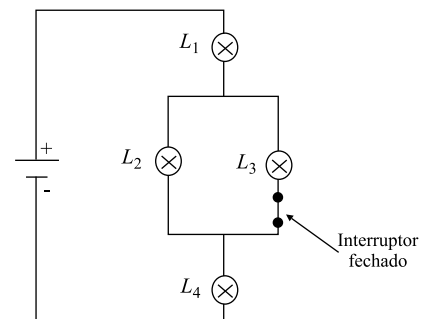 L1
+
L2
L3
-
Interruptor
fechado
L4